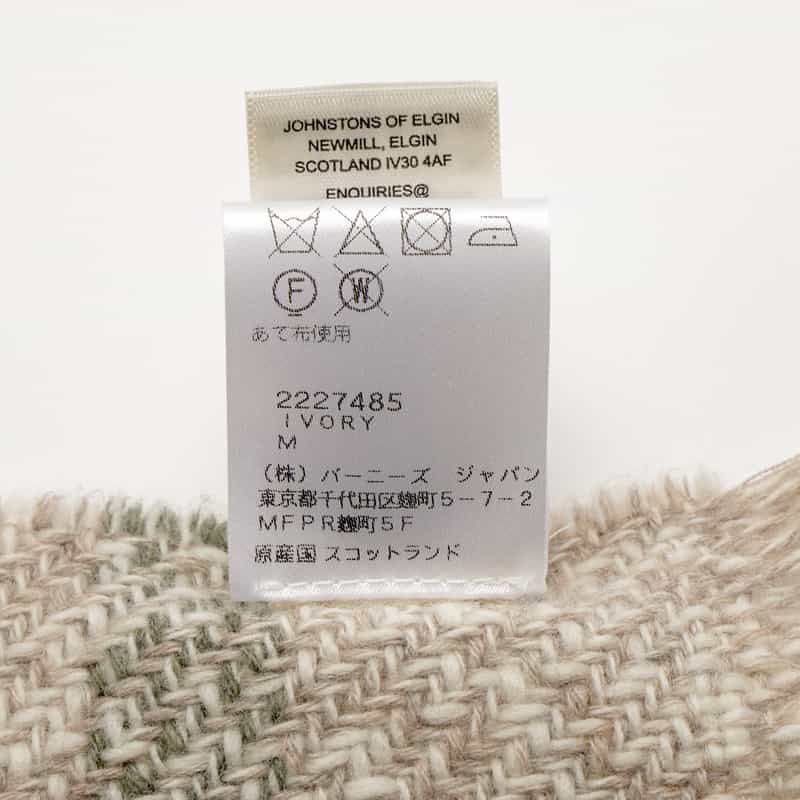 JOHNSTONS OF ELGIN
NEWMILL, ELGIN
SCOTLAND IV30 4AF
ENQUIRIES@
F W
あて布使用
2227485
IVORY
M
(株) バーニーズ ジャパン
東京都千代田区麹町5-7-2
MFPR麹町5F
原産国 スコットランド